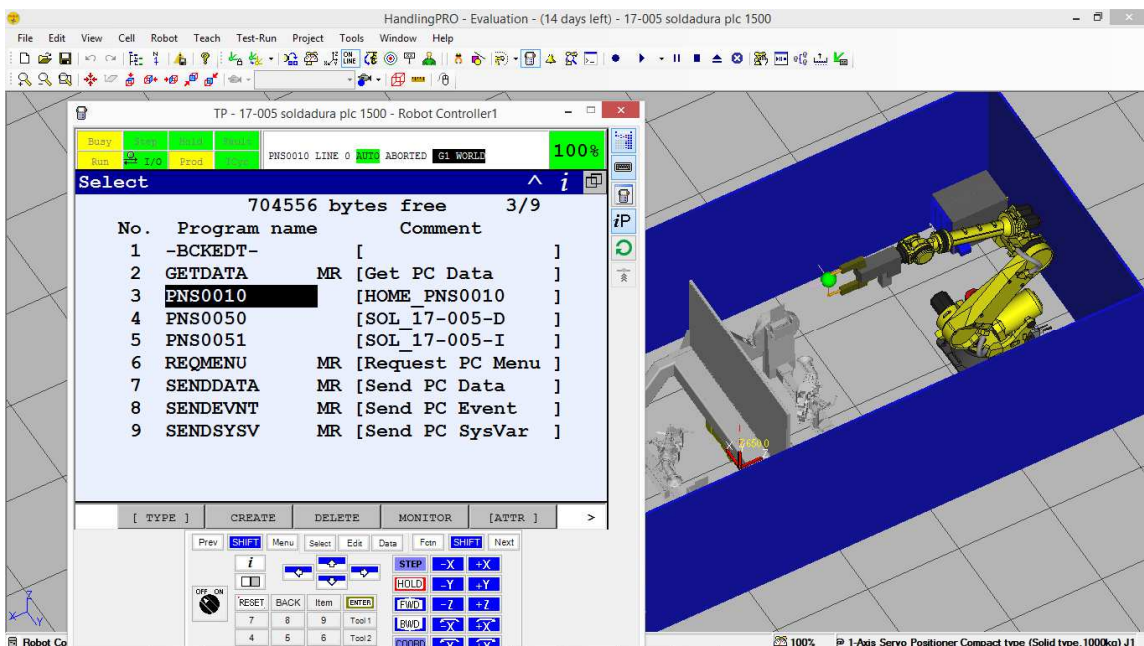 HandlingPRO - Evaluation - (14 days left) - 17-005 soldadura plc 1500
File Edit View Cell Robot Teach Test-Run Project Tools Window Help
TP - 17-005 soldadura plc 1500 - Robot Controller1
Busy Step Hold Fault
Run I/O Prod TCyc
PNS0010 LINE 0 AUTO ABORTED G1 WORLD
100%
Select
704556 bytes free 3/9
No. Program name Comment
1 -BCKEDT- [ ]
2 GETDATA MR [Get PC Data ]
3 PNS0010 [HOME_PNS0010 ]
4 PNS0050 [SOL_17-005-D ]
5 PNS0051 [SOL_17-005-I ]
6 REQMENU MR [Request PC Menu ]
7 SENDDATA MR [Send PC Data ]
8 SENDEVNT MR [Send PC Event ]
9 SENDSYSV MR [Send PC SysVar ]
[ TYPE ] CREATE DELETE MONITOR [ATTR ] >
iP
Prev SHIFT Menu Select Edit Data Fctn SHIFT Next
i STEP -X +X
HOLD -Y +Y
OFF ON RESET BACK Item ENTER FWD -Z +Z
7 8 9 Tool 1 BWD -X +X
4 5 6 Tool 2 COORD
Z
X Y
Robot Co
100% 1-Axis Servo Positioner Compact type (Solid type, 1000kg) J1